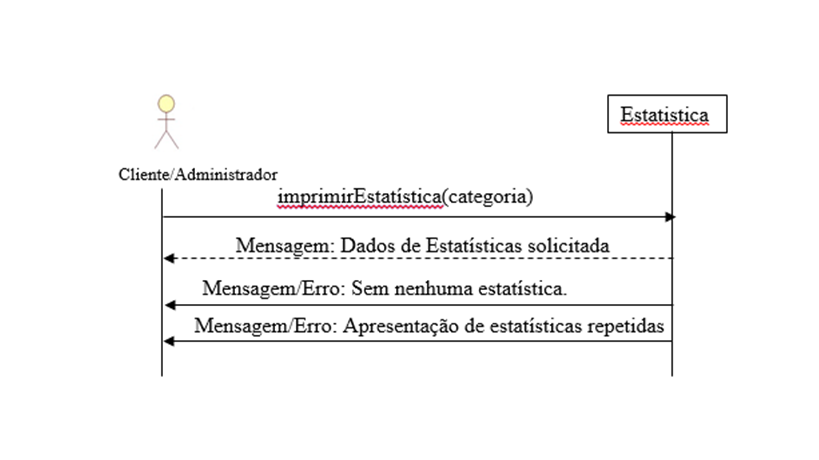 Estatistica
Cliente/Administrador
imprimirEstatística(categoria)
Mensagem: Dados de Estatísticas solicitada
Mensagem/Erro: Sem nenhuma estatística.
Mensagem/Erro: Apresentação de estatísticas repetidas